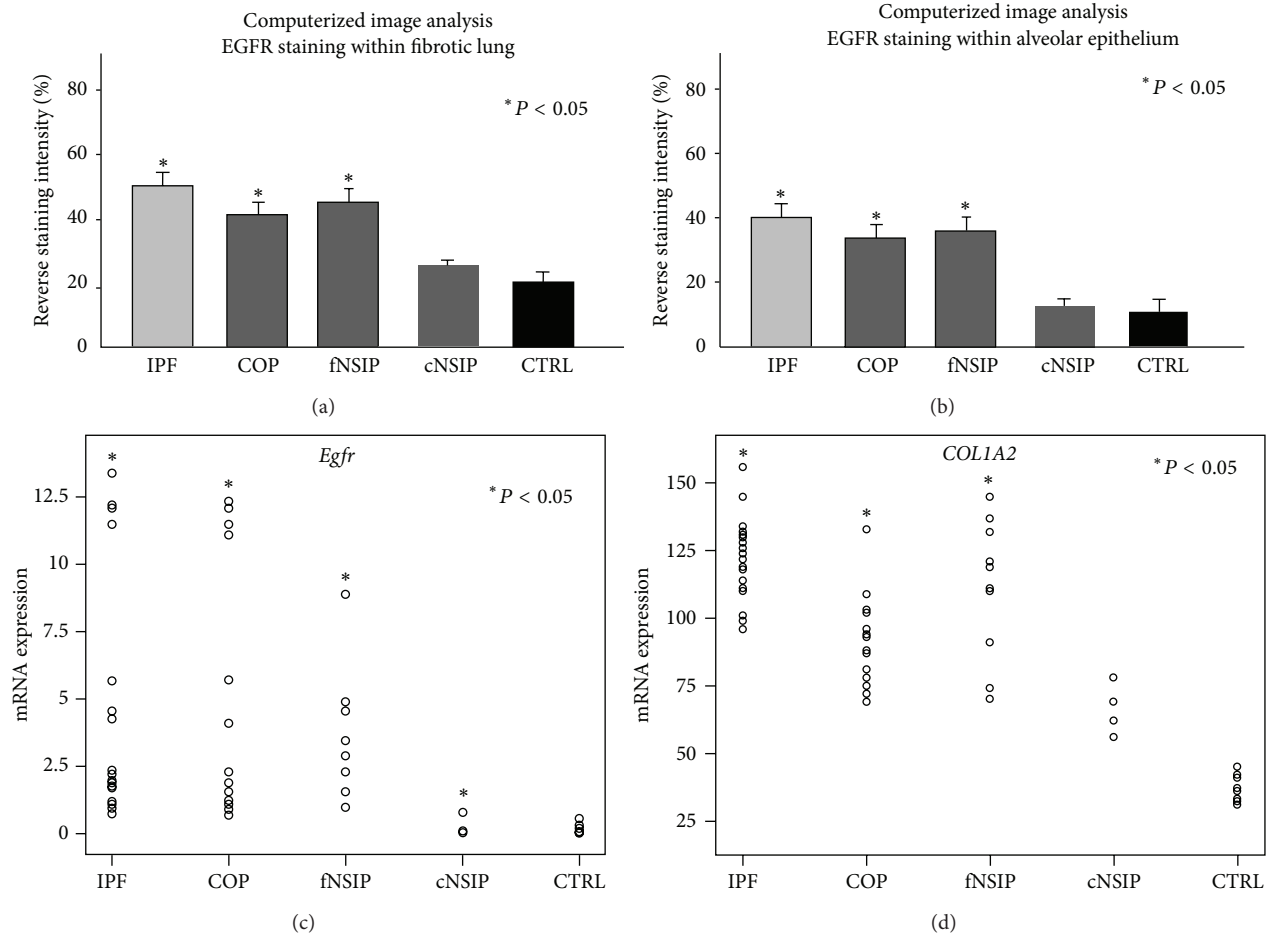 Computerized image analysis
EGFR staining within fibrotic lung
Reverse staining intensity (%)
80
60
40
20
0
* P < 0.05
*
*
*
IPF
COP
fNSIP
cNSIP
CTRL
(a)
Computerized image analysis
EGFR staining within alveolar epithelium
Reverse staining intensity (%)
80
60
40
20
0
* P < 0.05
*
*
*
IPF
COP
fNSIP
cNSIP
CTRL
(b)
Egfr
* P < 0.05
mRNA expression
12.5
10
7.5
5
2.5
0
*
*
*
*
IPF
COP
fNSIP
cNSIP
CTRL
(c)
COL1A2
* P < 0.05
mRNA expression
150
125
100
75
50
25
*
*
*
IPF
COP
fNSIP
cNSIP
CTRL
(d)